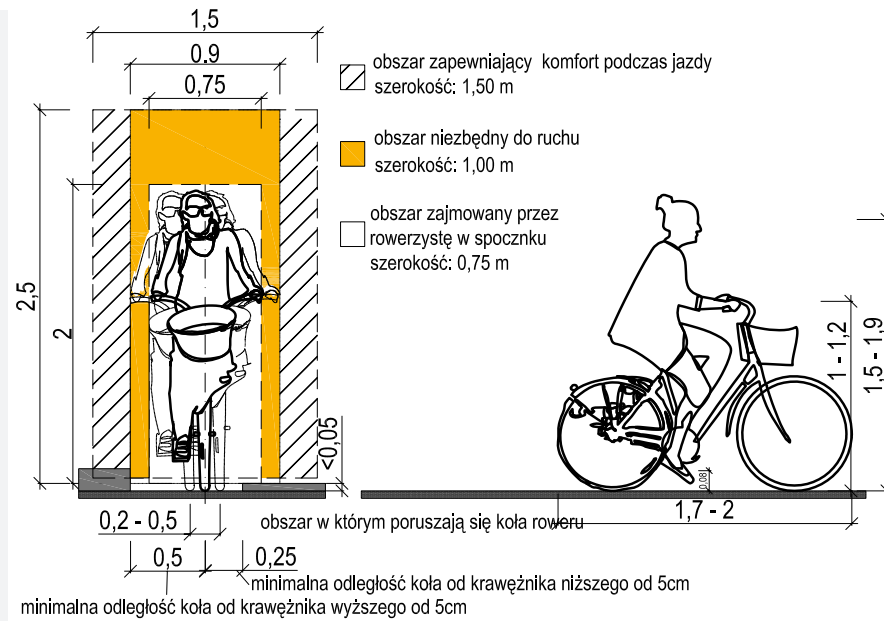 1,5
0.9
0,75
obszar zapewniający komfort podczas jazdy
szerokość: 1,50 m
obszar niezbędny do ruchu
szerokość: 1,00 m
obszar zajmowany przez
rowerzystę w spocznku
szerokość: 0,75 m
2,5
2
<0,05
1 - 1,2
1,5 - 1,9
0,08
1,7 - 2
0,2 - 0,5
obszar w którym poruszają się koła roweru
0,5
0,25
minimalna odległość koła od krawężnika niższego od 5cm
minimalna odległość koła od krawężnika wyższego od 5cm